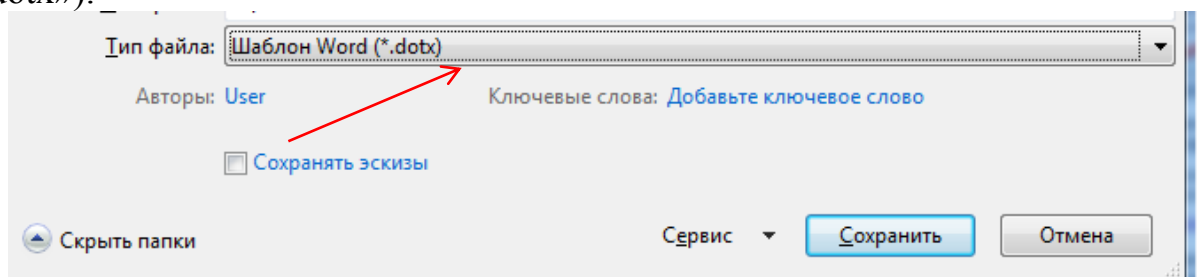 Тип файла: Шаблон Word (*.dotx)
Авторы: User Ключевые слова: Добавьте ключевое слово
Сохранять эскизы
Скрыть папки Сервис Сохранить Отмена